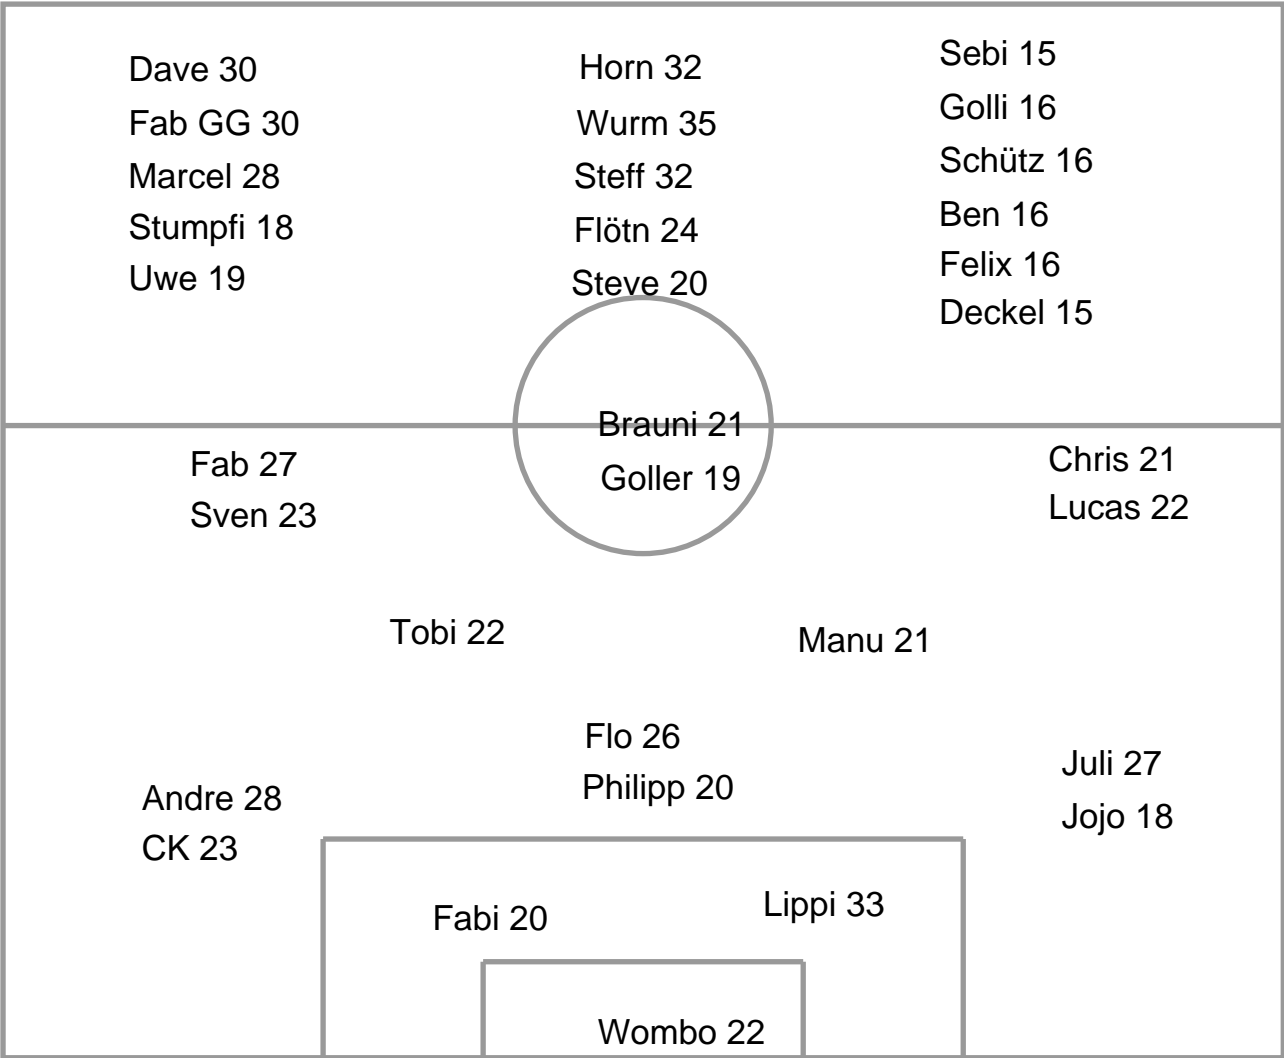 Dave 30
Fab GG 30
Marcel 28
Stumpfi 18
Uwe 19
Horn 32
Wurm 35
Steff 32
Flötn 24
Steve 20
Sebi 15
Golli 16
Schütz 16
Ben 16
Felix 16
Deckel 15
Brauni 21
Goller 19
Fab 27
Sven 23
Chris 21
Lucas 22
Tobi 22
Manu 21
Flo 26
Philipp 20
Andre 28
CK 23
Juli 27
Jojo 18
Fabi 20
Lippi 33
Wombo 22